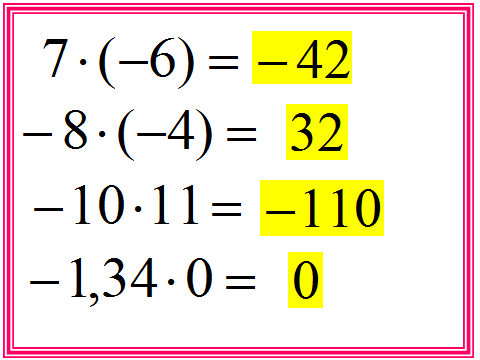 7·(−6) = −42
−8·(−4) = 32
−10·11 = −110
−1,34·0 = 0